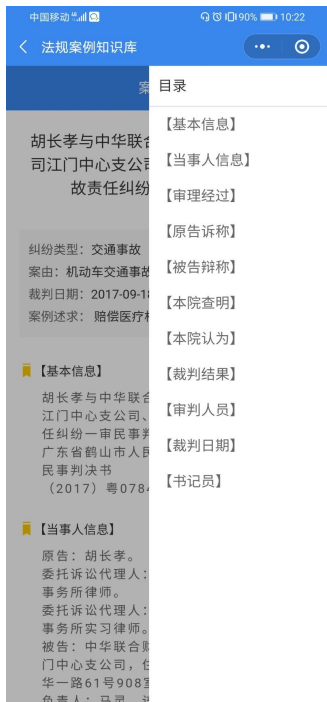 中国移动 10:22
90%
法规案例知识库
案
目录
胡长孝与中华联合
司江门中心支公司
故责任纠纷
纠纷类型：交通事故
案由：机动车交通事故
裁判日期：2017-09-18
案例述求： 赔偿医疗
【基本信息】
胡长孝与中华联合
江门中心支公司、
任纠纷一审民事判
广东省鹤山市人民
民事判决书
（2017）粤0784
【当事人信息】
原告：胡长孝。
委托诉讼代理人：
事务所律师。
委托诉讼代理人：
事务所实习律师。
被告：中华联合财
门中心支公司，住
华一路61号908室
负责人：马灵，
【基本信息】
【当事人信息】
【审理经过】
【原告诉称】
【被告辩称】
【本院查明】
【本院认为】
【裁判结果】
【审判人员】
【裁判日期】
【书记员】